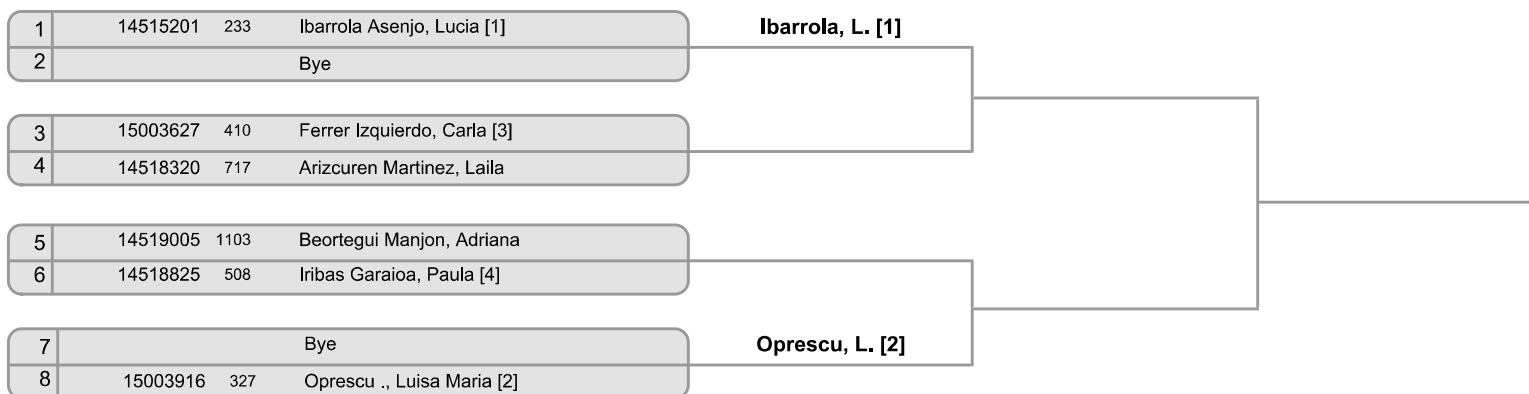 1 14515201 233 Ibarrola Asenjo, Lucia [1] Ibarrola, L. [1]
2 Bye
3 15003627 410 Ferrer Izquierdo, Carla [3]
4 14518320 717 Arizcuren Martinez, Laila
5 14519005 1103 Beortegui Manjon, Adriana
6 14518825 508 Iribas Garaioa, Paula [4]
7 Bye Oprescu, L. [2]
8 15003916 327 Oprescu ., Luisa Maria [2]